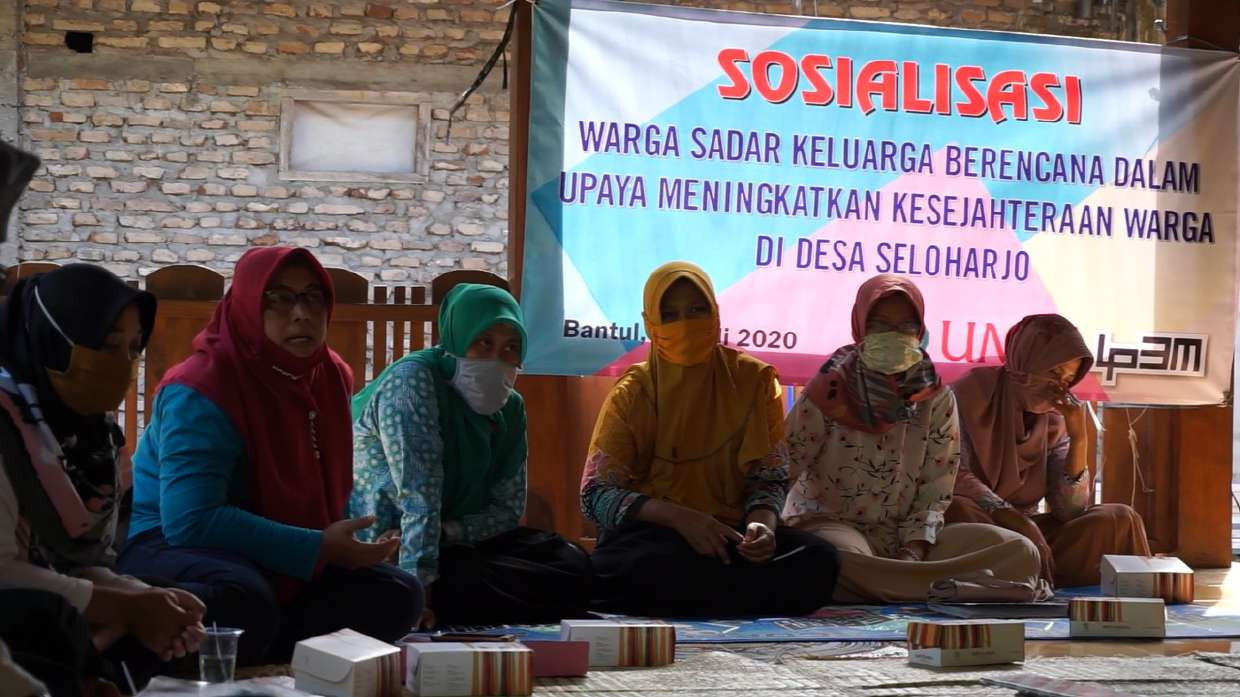 SOSIALISASI
WARGA SADAR KELUARGA BERENCANA DALAM
UPAYA MENINGKATKAN KESEJAHTERAAN WARGA
DI DESA SELOHARJO
Bantul, 2020
LP3M